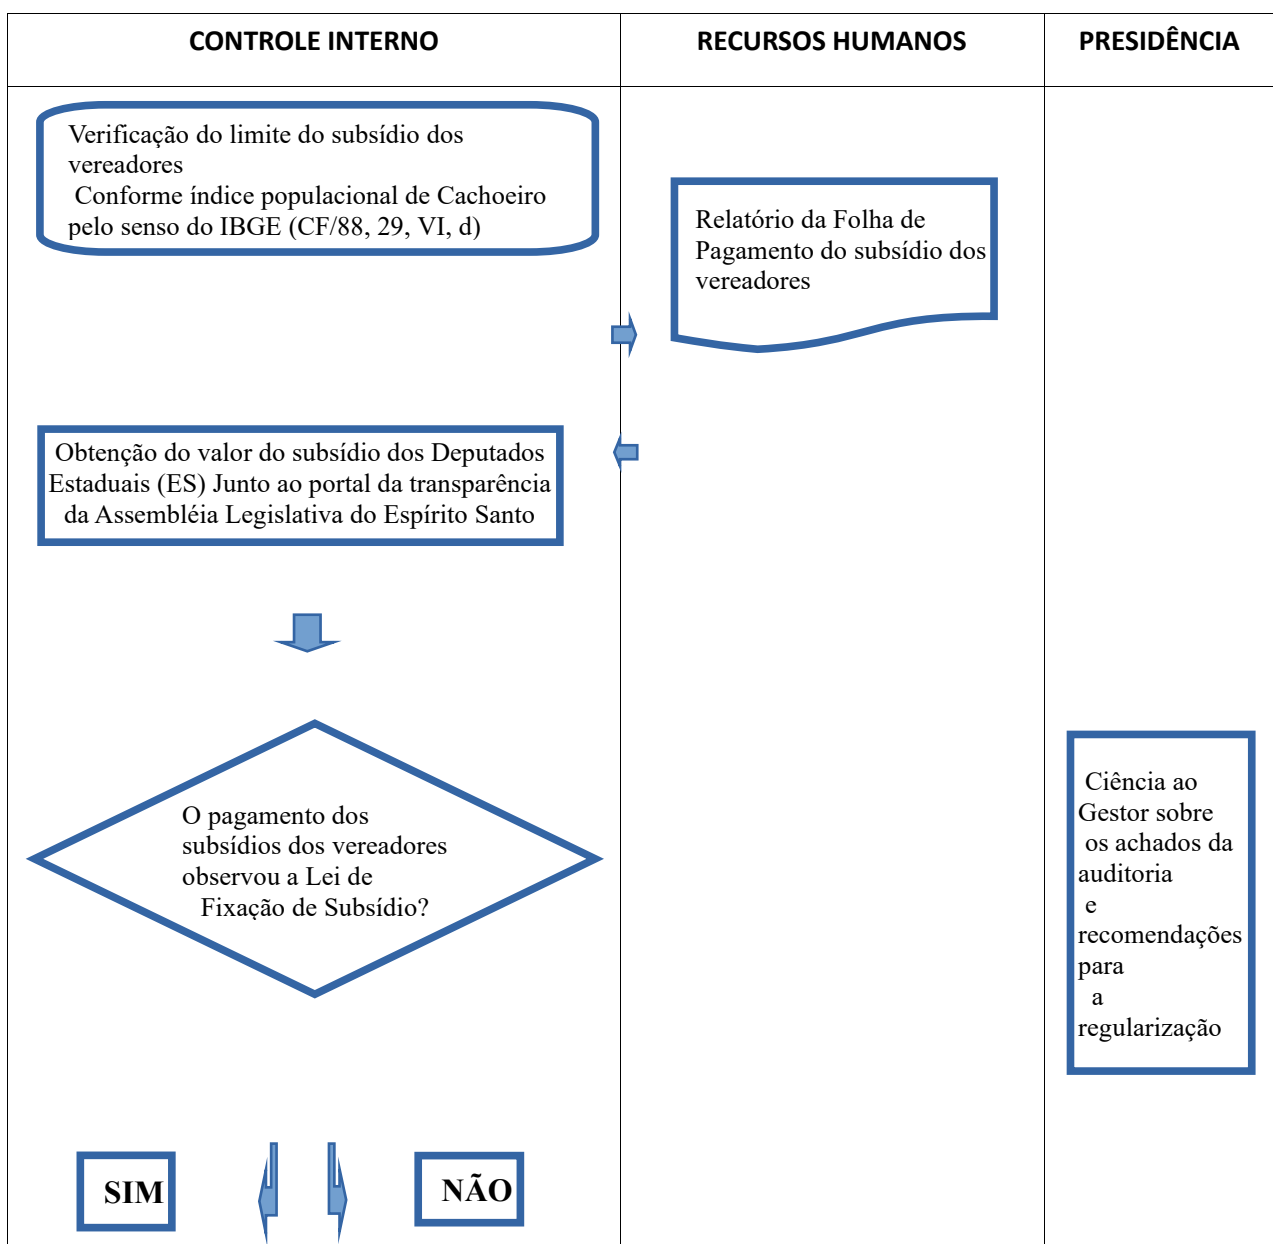 CONTROLE INTERNO
RECURSOS HUMANOS
PRESIDÊNCIA
Verificação do limite do subsídio dos
vereadores
Conforme índice populacional de Cachoeiro
pelo senso do IBGE (CF/88, 29, VI, d)
Relatório da Folha de
Pagamento do subsídio dos
vereadores
Obtenção do valor do subsídio dos Deputados
Estaduais (ES) Junto ao portal da transparência
da Assembléia Legislativa do Espírito Santo
O pagamento dos
subsídios dos vereadores
observou a Lei de
Fixação de Subsídio?
Ciência ao
Gestor sobre
os achados da
auditoria
e
recomendações
para
a
regularização
SIM
NÃO